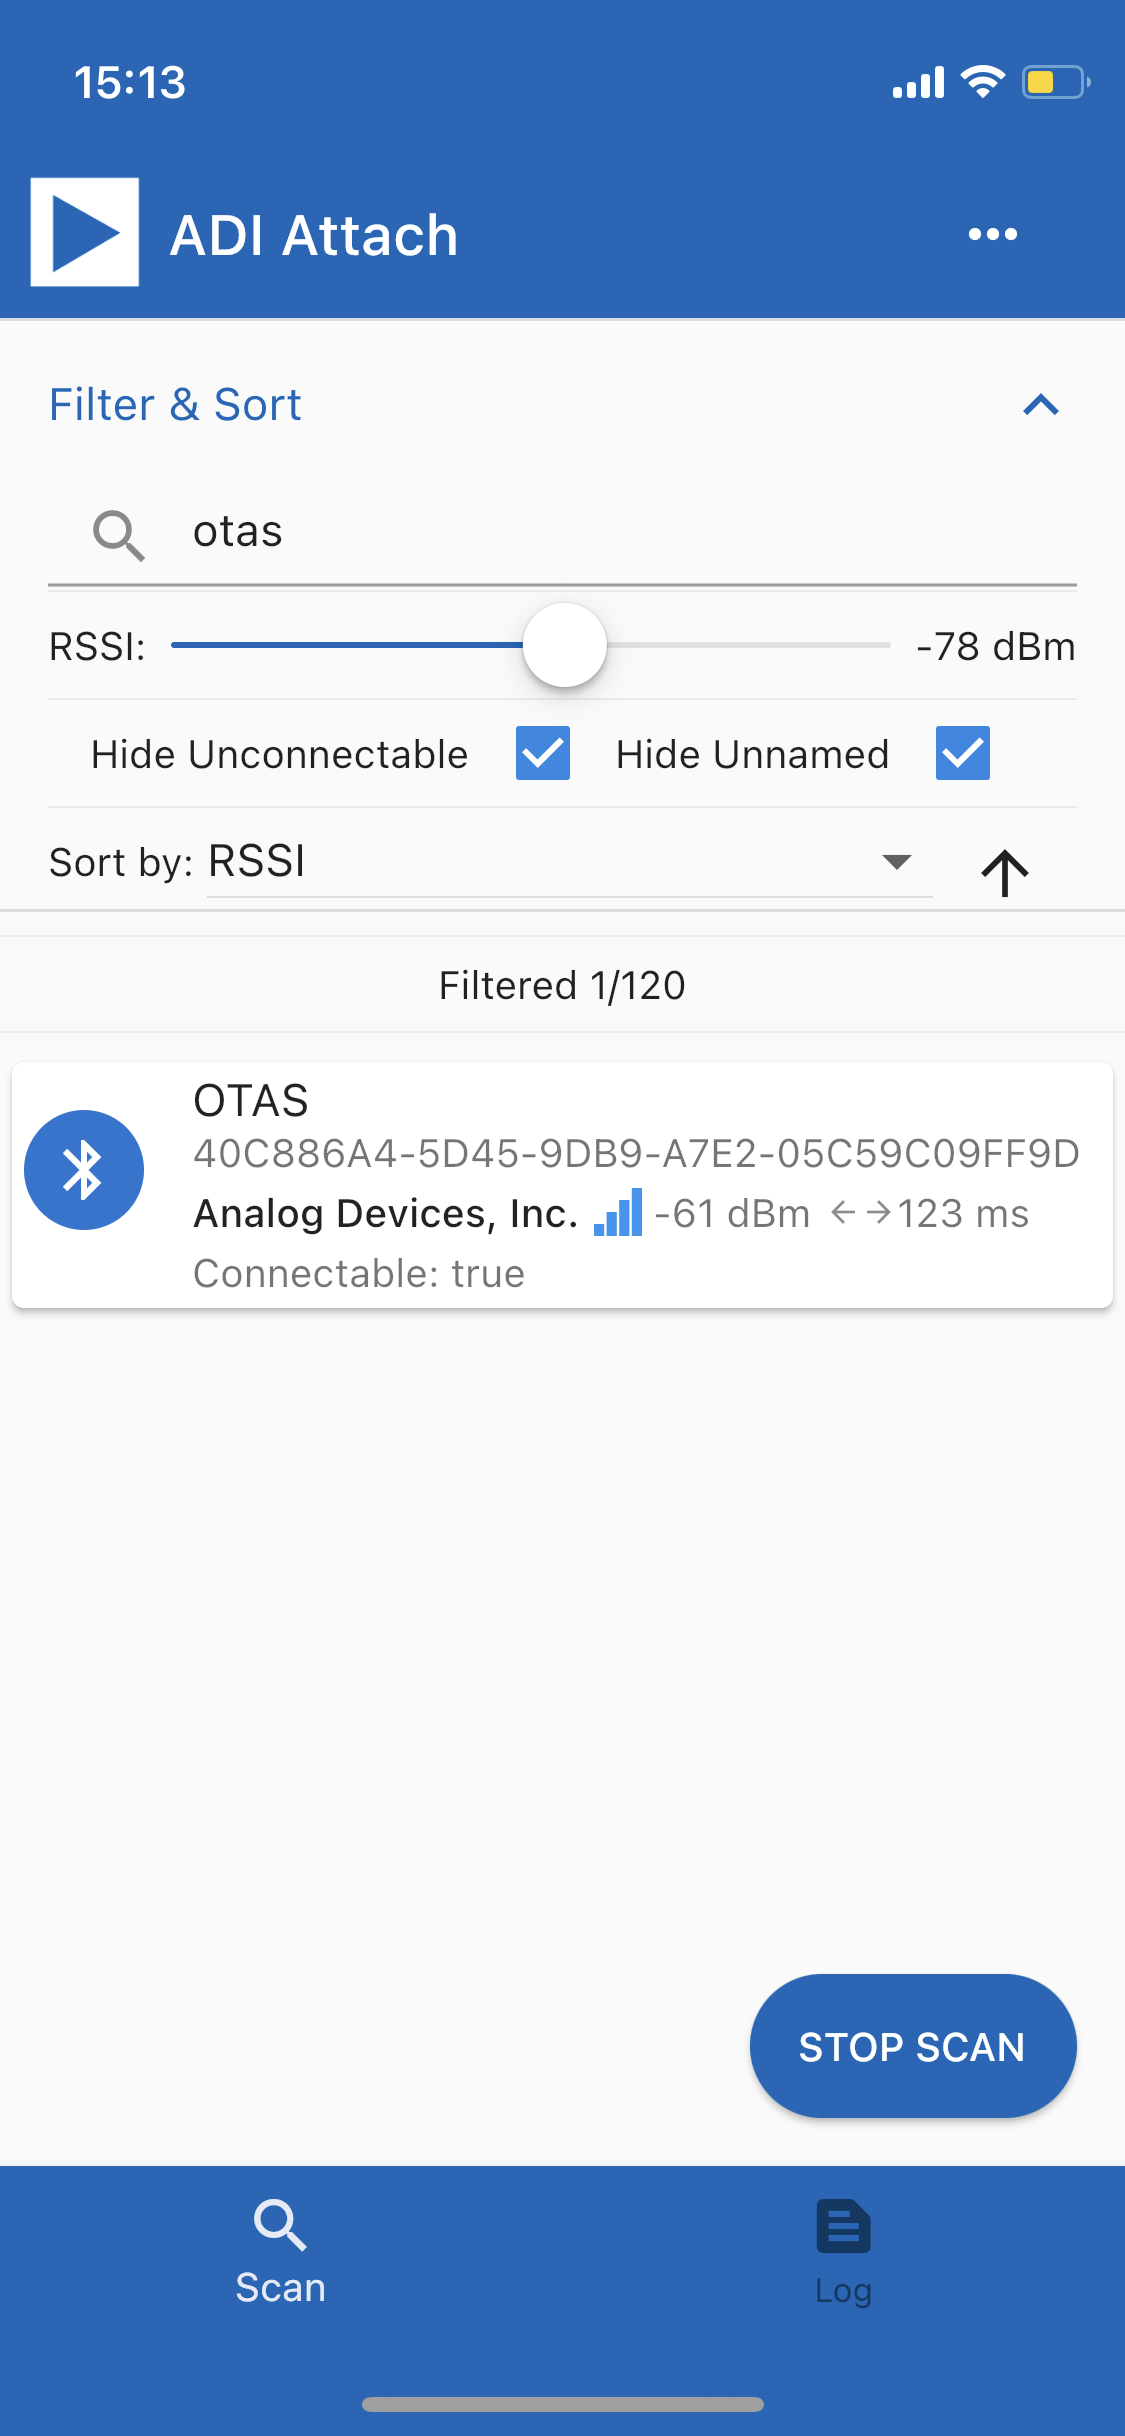 15:13
ADI Attach
Filter & Sort
otas
RSSI: -78 dBm
Hide Unconnectable Hide Unnamed
Sort by: RSSI
Filtered 1/120
OTAS
40C886A4-5D45-9DB9-A7E2-05C59C09FF9D
Analog Devices, Inc. -61 dBm ←→123 ms
Connectable: true
STOP SCAN
Scan Log